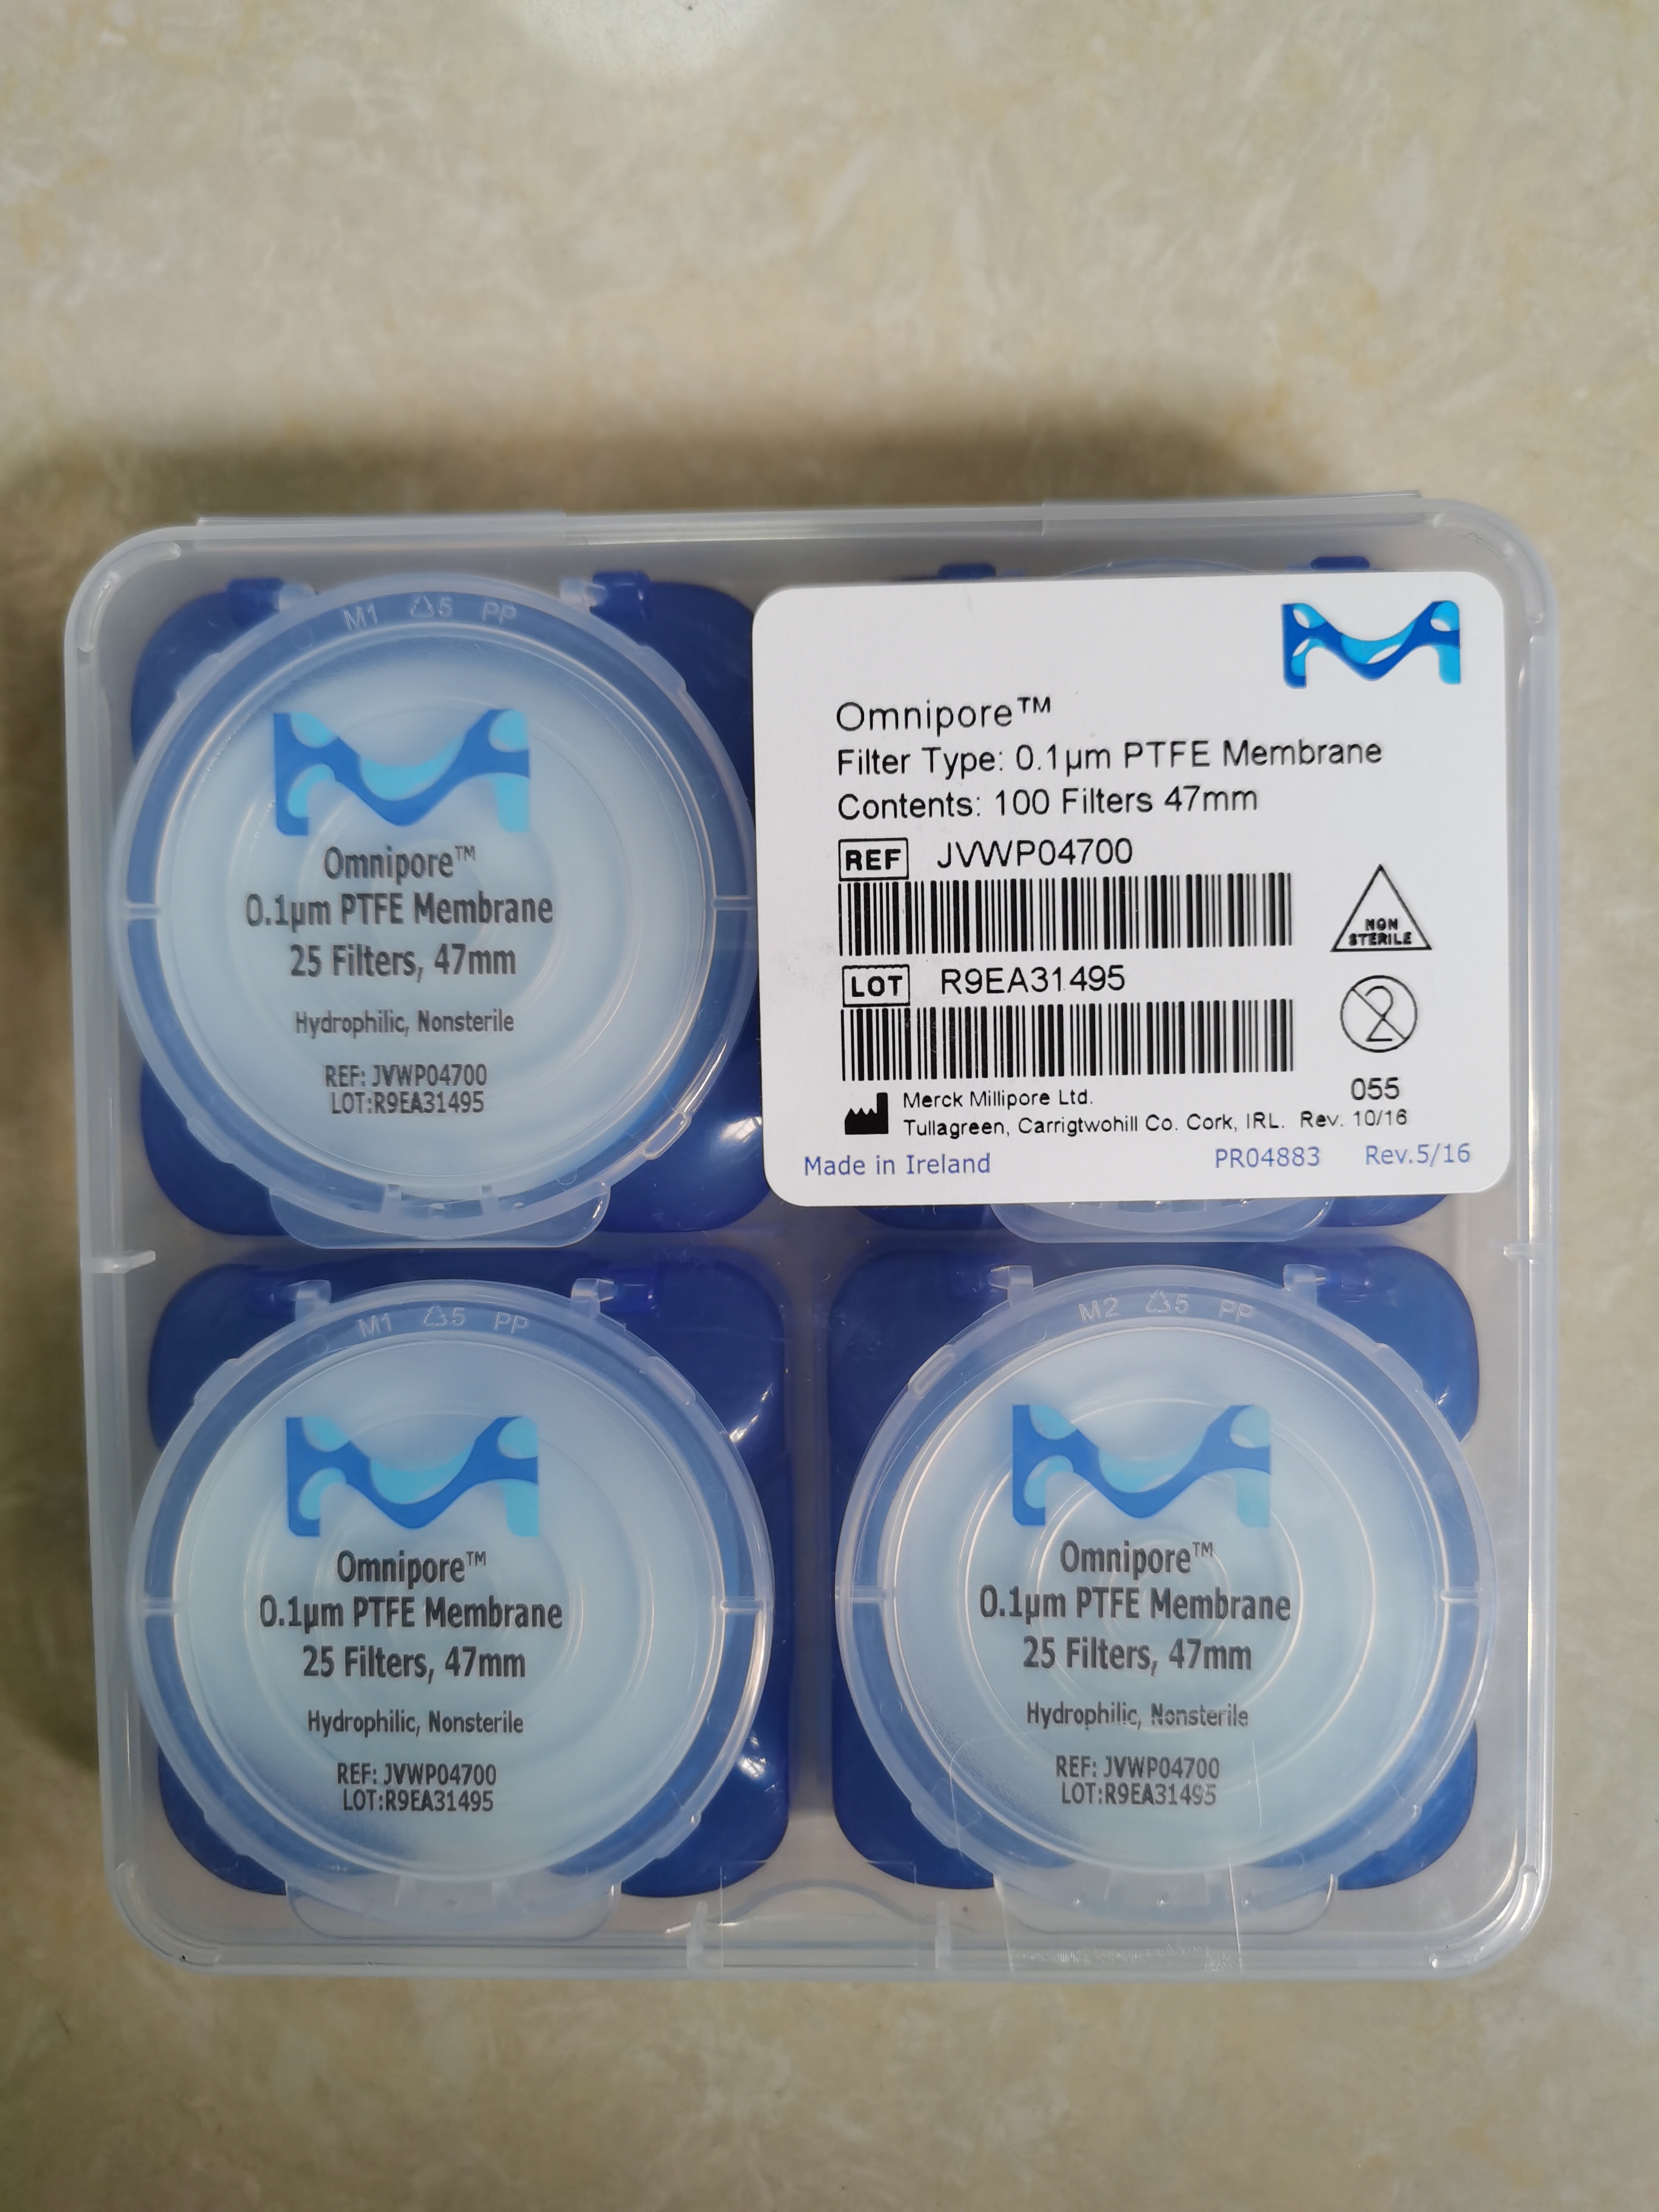 M1 5 PP
Omnipore™
0.1µm PTFE Membrane
25 Filters, 47mm
Hydrophilic, Nonsterile
REF: JVWP04700
LOT:R9EA31495
Omnipore™
Filter Type: 0.1µm PTFE Membrane
Contents: 100 Filters 47mm
REF JVWP04700
NON
STERILE
LOT R9EA31495
2
055
Merck Millipore Ltd.
Tullagreen, Carrigtwohill Co. Cork, IRL. Rev. 10/16
Made in Ireland PR04883 Rev.5/16
M1 5 PP
Omnipore™
0.1µm PTFE Membrane
25 Filters, 47mm
Hydrophilic, Nonsterile
REF: JVWP04700
LOT:R9EA31495
M2 5 PP
Omnipore™
0.1µm PTFE Membrane
25 Filters, 47mm
Hydrophilic, Nonsterile
REF: JVWP04700
LOT:R9EA31495